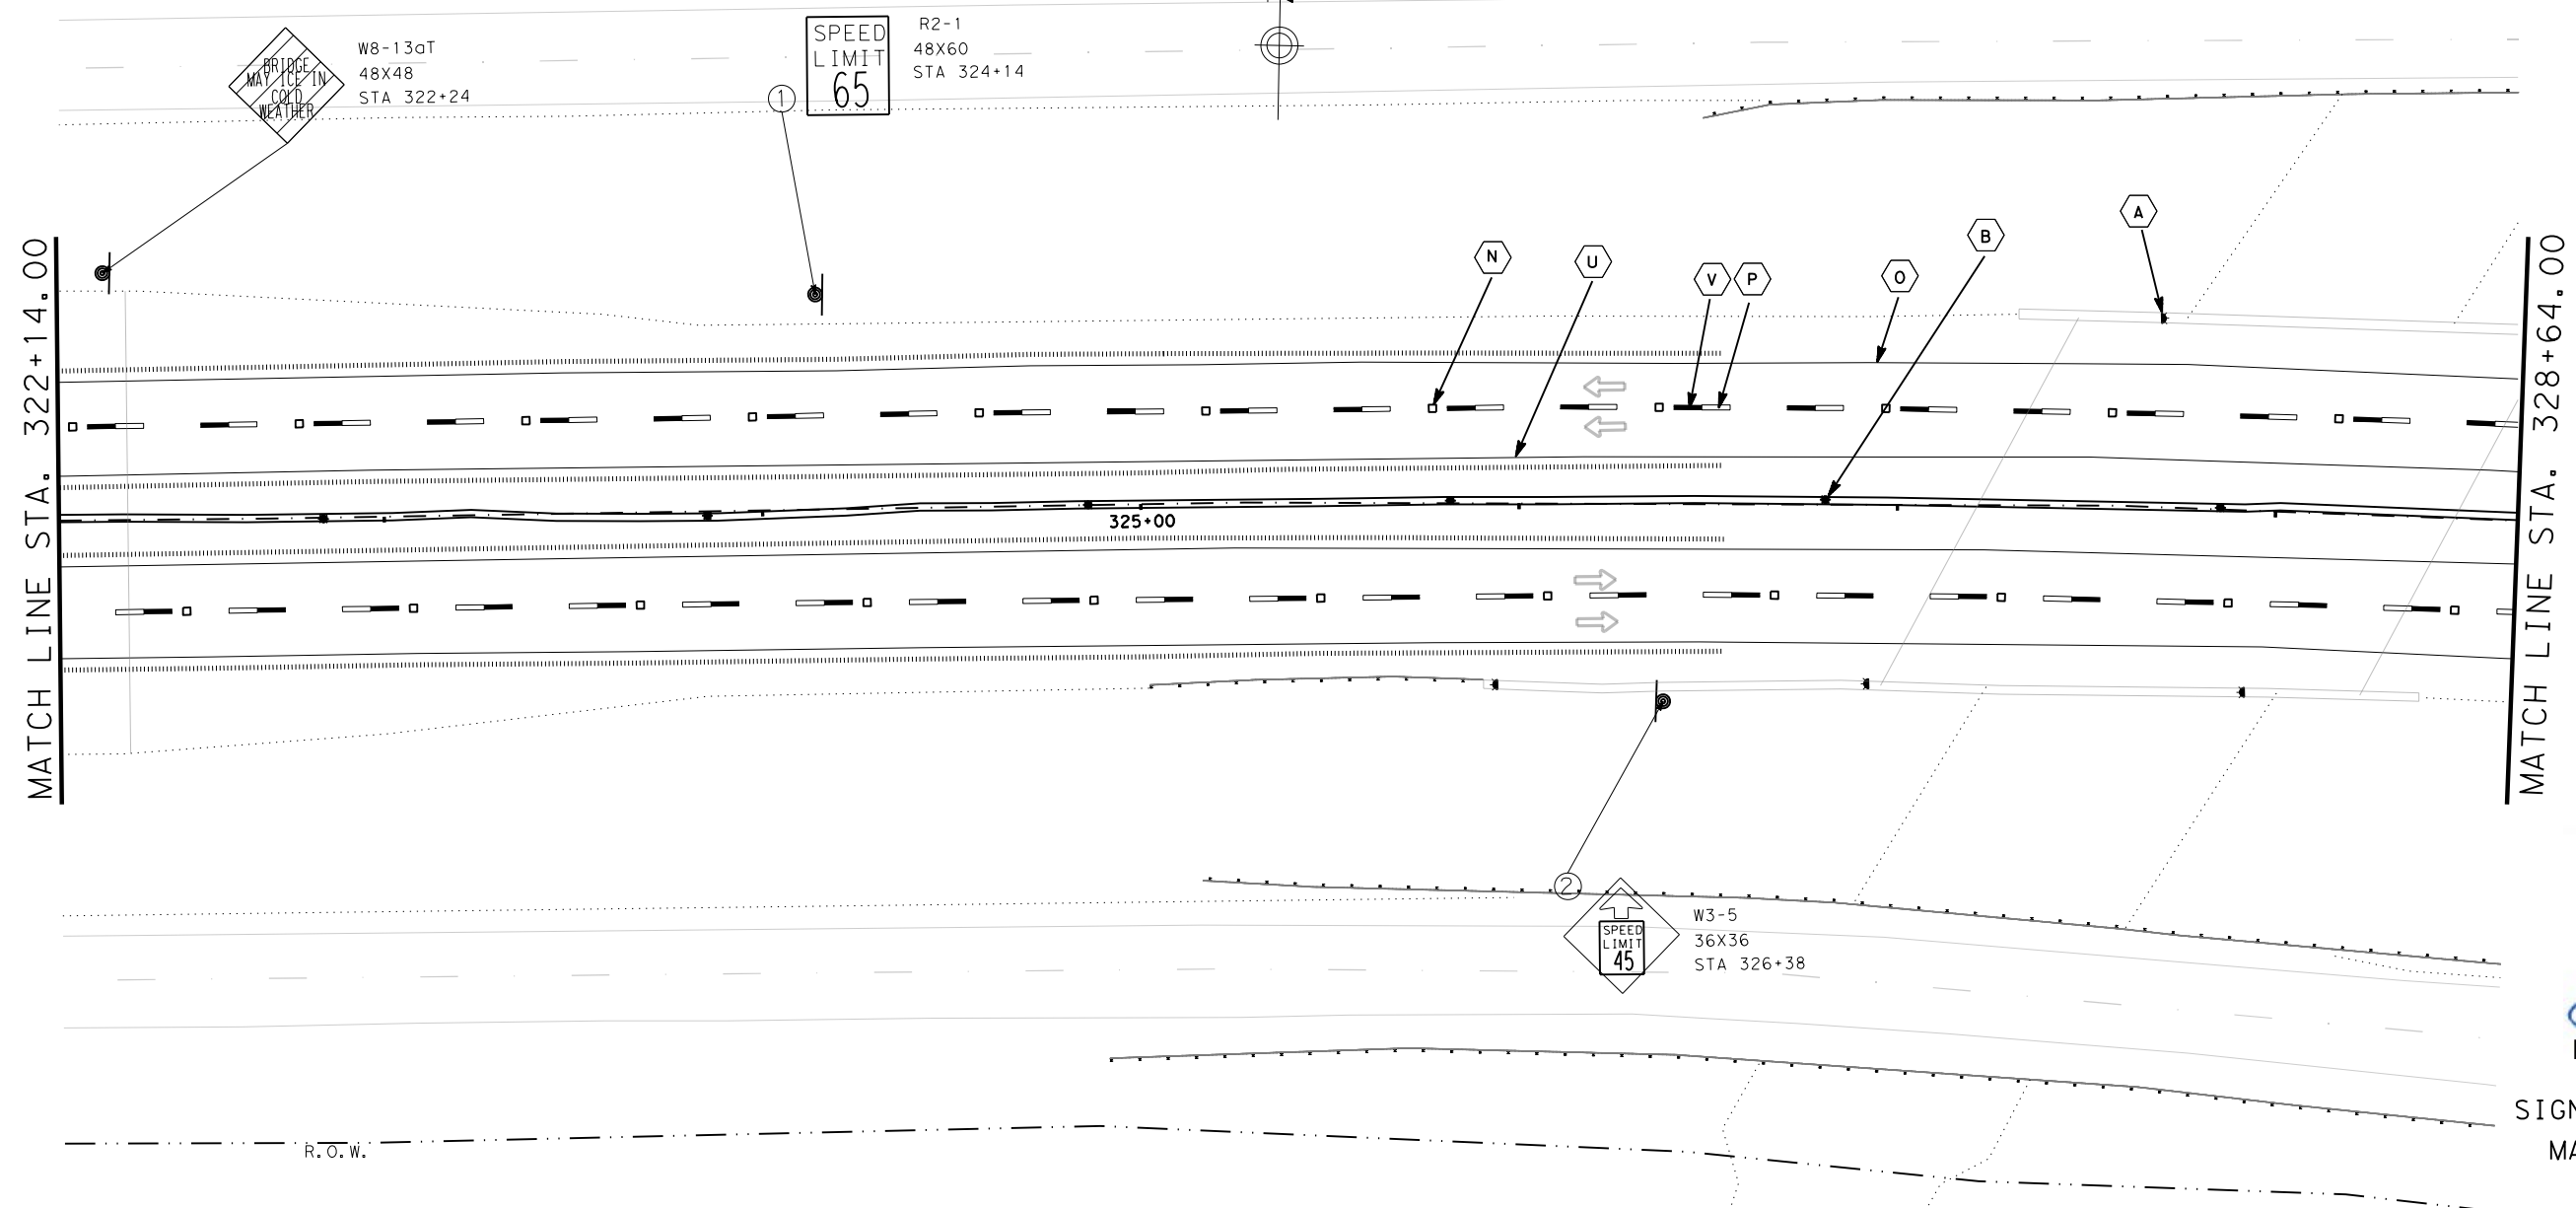 BRIDGE
MAY ICE IN
COLD
WEATHER
W8-13aT
48X48
STA 322+24
1
SPEED
LIMIT
65
R2-1
48X60
STA 324+14
N
U
V
P
O
B
A
MATCH LINE STA. 322+14.00
MATCH LINE STA. 328+64.00
325+00
2
SPEED
LIMIT
45
W3-5
36X36
STA 326+38
R.O.W.
SIGN
MA